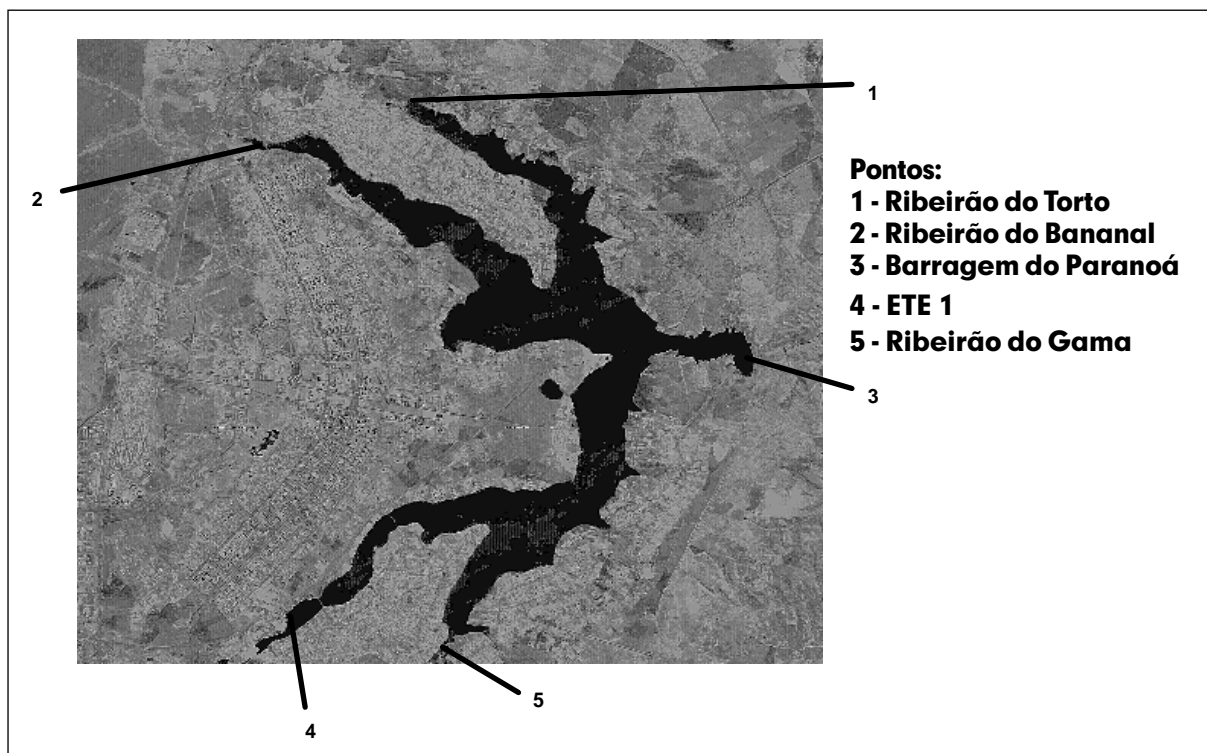 1
Pontos:
1 - Ribeirão do Torto
2 - Ribeirão do Bananal
3 - Barragem do Paranoá
4 - ETE 1
5 - Ribeirão do Gama
2
3
5
4